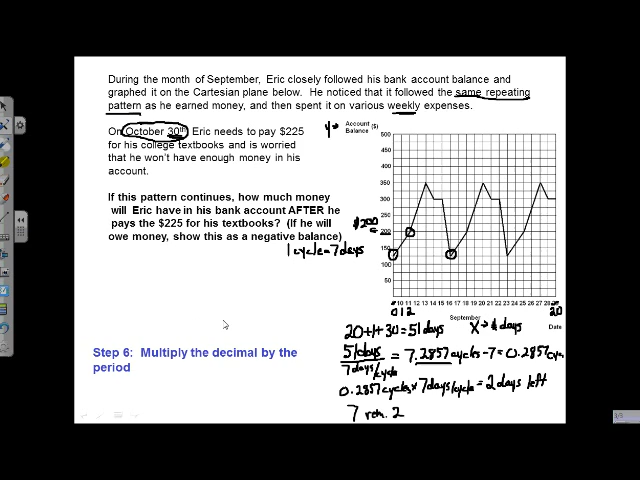 During the month of September, Eric closely followed his bank account balance and
graphed it on the Cartesian plane below. He noticed that it followed the same repeating
pattern as he earned money, and then spent it on various weekly expenses.
On October 30th Eric needs to pay $225
for his college textbooks and is worried
that he won't have enough money in his
account.
If this pattern continues, how much money
will Eric have in his bank account AFTER he
pays the $225 for his textbooks? (If he will
owe money, show this as a negative balance)
1 cycle = 7 days
Y→
Account
Balance ($)
500
450
400
350
300
250
$200
200
150
100
50
10 11 12 13 14 15 16 17 18 19 20 21 22 23 24 25 26 27 28
0 1 2
20
September
Date
20+1+30=51 days
X→# days
51 days
7 days/cycle
= 7.2857 cycles - 7 = 0.2857 cyc
0.2857 cycles × 7 days/cycle = 2 days left
7 rem. 2
Step 6: Multiply the decimal by the
period